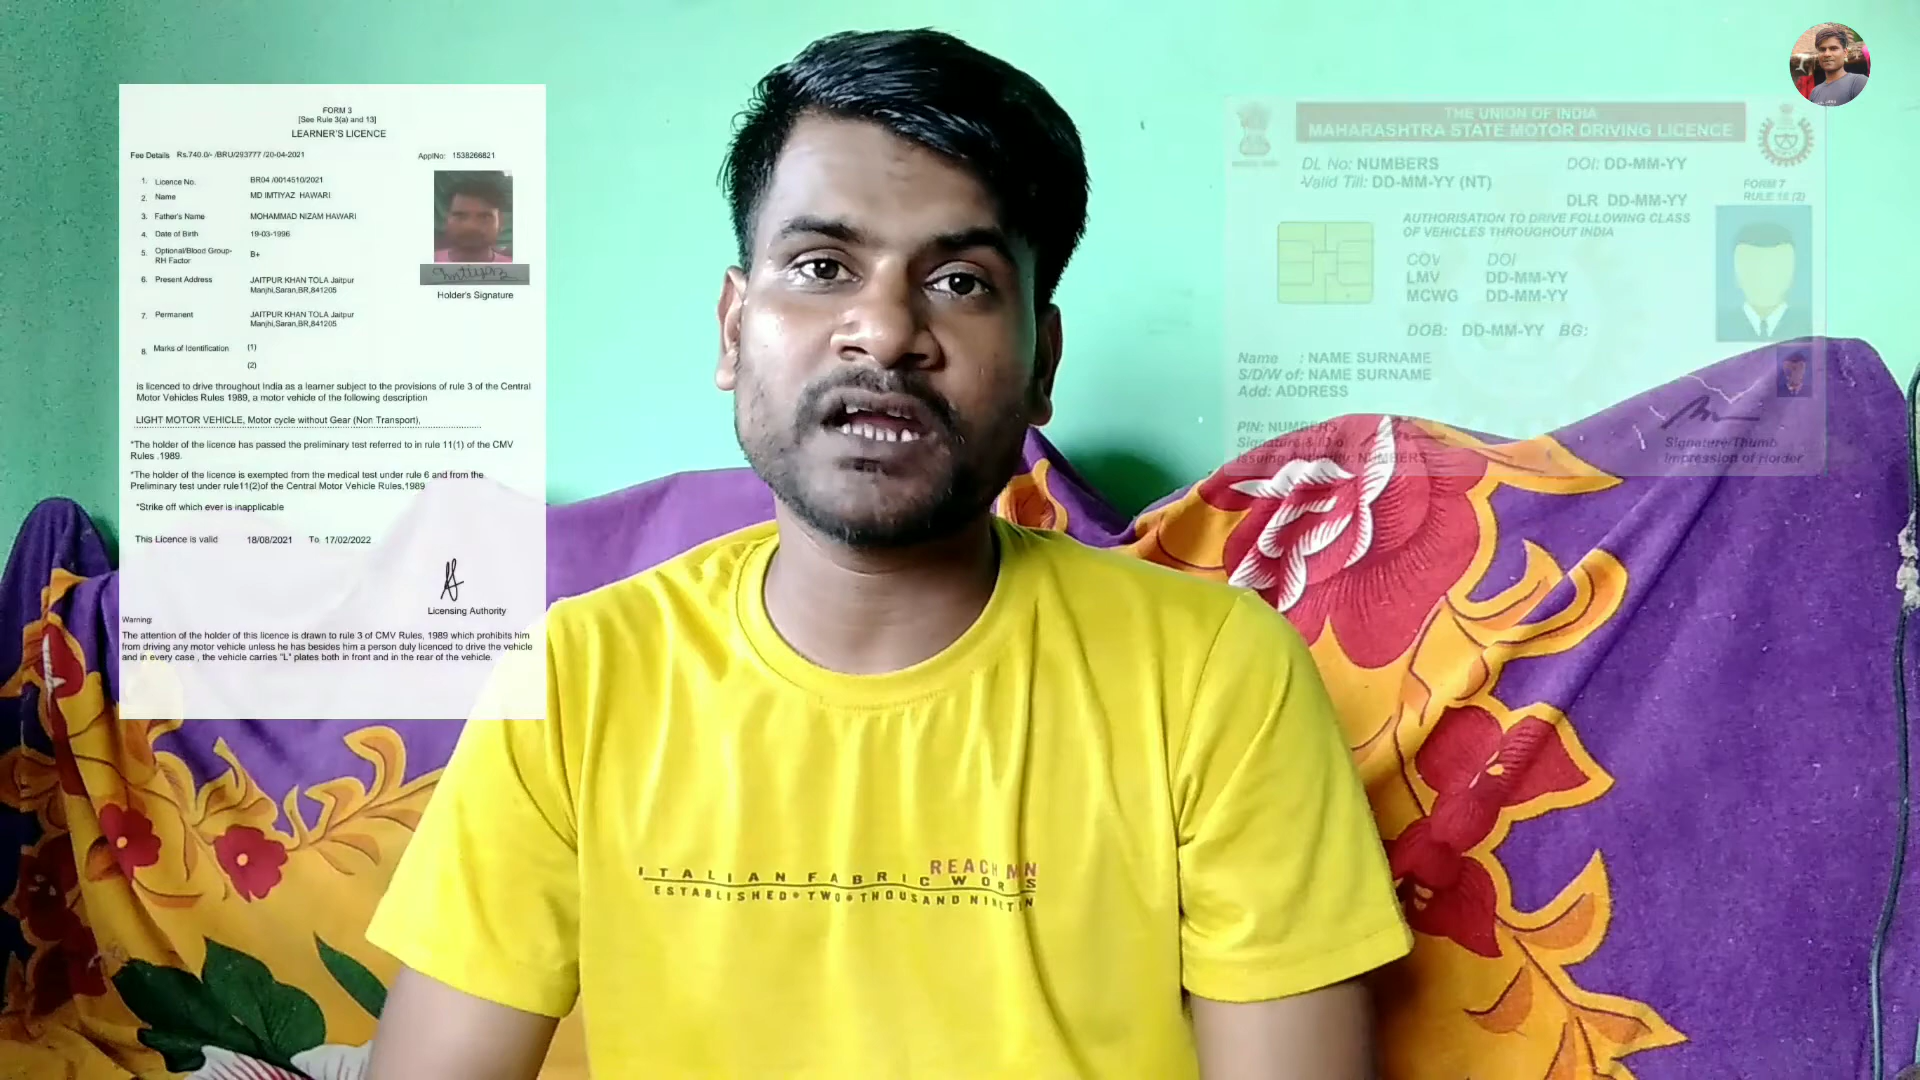 FORM 3
[See Rule 3(a) and 13]
LEARNER'S LICENCE
Fee Details Rs.740.0/- /BRU/293777 /20-04-2021
ApplNo: 1538266821
1. Licence No. BR04 /0014510/2021
2. Name MD IMTIYAZ HAWARI
3. Father's Name MOHAMMAD NIZAM HAWARI
4. Date of Birth 19-03-1996
5. Optional/Blood Group-
RH Factor B+
6. Present Address JAITPUR KHAN TOLA Jaitpur
Manjhi,Saran,BR,841205
7. Permanent JAITPUR KHAN TOLA Jaitpur
Manjhi,Saran,BR,841205
8. Marks of Identification (1)
(2)
Imtiyaz
Holder's Signature
is licenced to drive throughout India as a learner subject to the provisions of rule 3 of the Central
Motor Vehicles Rules 1989, a motor vehicle of the following description
LIGHT MOTOR VEHICLE, Motor cycle without Gear (Non Transport),
*The holder of the licence has passed the preliminary test referred to in rule 11(1) of the CMV
Rules .1989.
*The holder of the licence is exempted from the medical test under rule 6 and from the
Preliminary test under rule11(2)of the Central Motor Vehicle Rules,1989
*Strike off which ever is inapplicable
This Licence is valid 18/08/2021 To 17/02/2022
Licensing Authority
Warning:
The attention of the holder of this licence is drawn to rule 3 of CMV Rules, 1989 which prohibits him
from driving any motor vehicle unless he has besides him a person duly licenced to drive the vehicle
and in every case , the vehicle carries "L" plates both in front and in the rear of the vehicle.
THE UNION OF INDIA
MAHARASHTRA STATE MOTOR DRIVING LICENCE
DL No: NUMBERS DOI: DD-MM-YY
Valid Till: DD-MM-YY (NT)
FORM 7
RULE 16 (2)
DLR DD-MM-YY
AUTHORISATION TO DRIVE FOLLOWING CLASS
OF VEHICLES THROUGHOUT INDIA
COV DOI
LMV DD-MM-YY
MCWG DD-MM-YY
DOB: DD-MM-YY BG:
Name : NAME SURNAME
S/D/W of: NAME SURNAME
Add: ADDRESS
PIN: NUMBERS
Signature & ID of
Issuing Authority: NUMBERS
Signature/Thumb
Impression of Holder
REACH MN
ITALIAN FABRIC WORS
ESTABLISHED*TWO*THOUSAND NINETIN